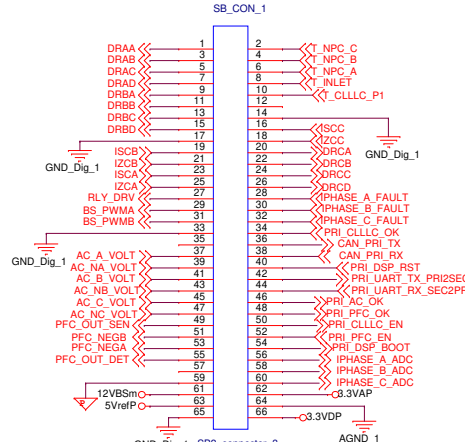 SB_CON_1
DRAA 1 2 T_NPC_C
DRAB 3 4 T_NPC_B
DRAC 5 6 T_NPC_A
DRAD 7 8 T_INLET
DRBA 9 10 T_CLLLC_P1
DRBB 11 12
DRBC 13 14
DRBD 15 16 ISCC
17 18 IZCC
GND_Dig_1
GND_Dig_1
ISCB 19 20 DRCA
IZCB 21 22 DRCB
ISCA 23 24 DRCC
IZCA 25 26 DRCD
RLY_DRV 27 28 IPHASE_A_FAULT
BS_PWMA 29 30 IPHASE_B_FAULT
BS_PWMB 31 32 IPHASE_C_FAULT
33 34 PRI_CLLLC_OK
GND_Dig_1
35 36 CAN_PRI_TX
AC_A_VOLT 37 38 CAN_PRI_RX
AC_NA_VOLT 39 40 PRI_DSP_RST
AC_B_VOLT 41 42 PRI_UART_TX_PRI2SEC
AC_NB_VOLT 43 44 PRI_UART_RX_SEC2PR
AC_C_VOLT 45 46 PRI_AC_OK
AC_NC_VOLT 47 48 PRI_PFC_OK
PFC_OUT_SEN 49 50 PRI_CLLLC_EN
PFC_NEGB 51 52 PRI_PFC_EN
PFC_NEGA 53 54 PRI_DSP_BOOT
PFC_OUT_DET 55 56 IPHASE_A_ADC
57 58 IPHASE_B_ADC
59 60 IPHASE_C_ADC
P
12VBSm 61 62 3.3VAP
5VrefP 63 64
65 66 3.3VDP
AGND_1